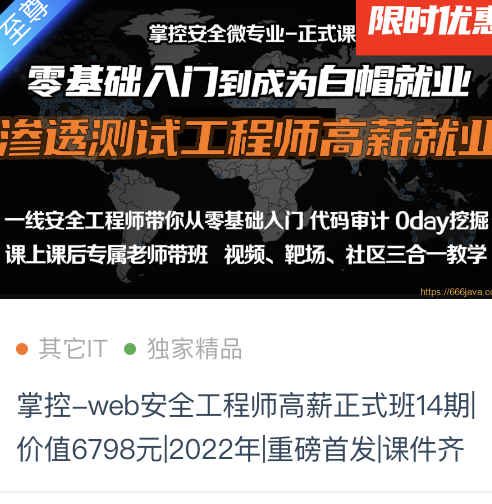 至尊
掌控安全微专业-正式课
限时优惠
零基础入门到成为白帽就业
渗透测试工程师高薪就业
一线安全工程师带你从零基础入门 代码审计 0day挖掘
课上课后专属老师带班 视频、靶场、社区三合一教学
https://666java.co
其它IT 独家精品
掌控-web安全工程师高薪正式班14期|
价值6798元|2022年|重磅首发|课件齐